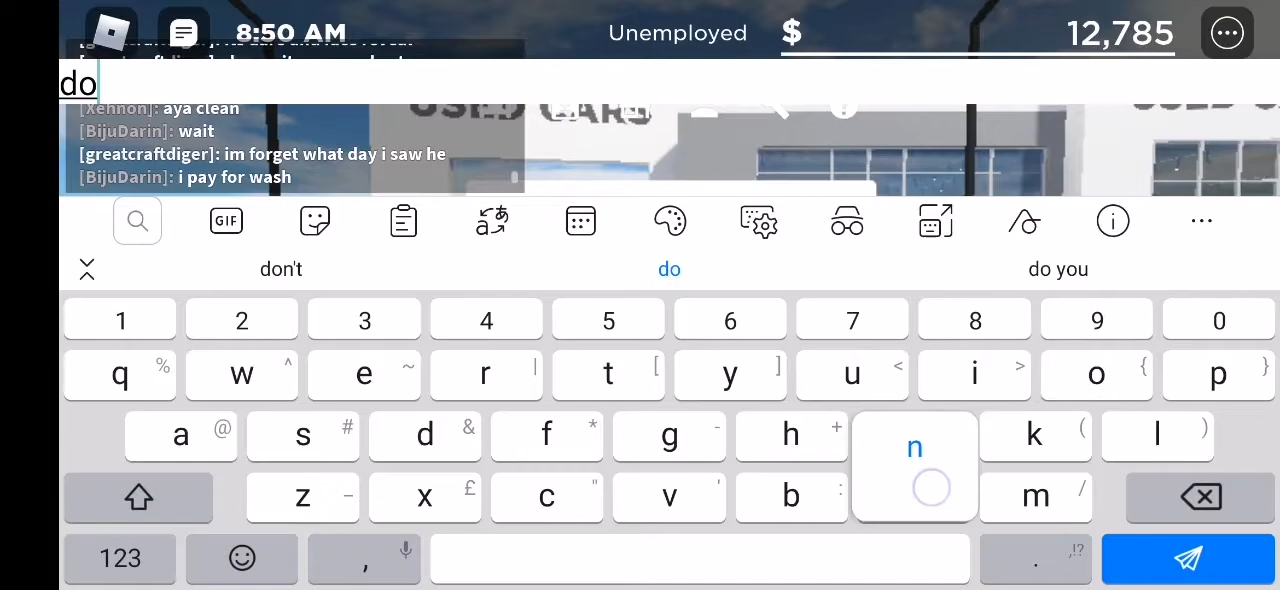 8:50 AM
Unemployed
$ 12,785
do
[Xehnon]: aya clean
[BijuDarin]: wait
[greatcraftdiger]: im forget what day i saw he
[BijuDarin]: i pay for wash
USED CARS
USED CARS
GIF
don't
do
do you
1 2 3 4 5 6 7 8 9 0
q % w ^ e ~ r | t [ y ] u < i > o { p }
a @ s # d & f * g - h + n k ( l )
z – x £ c " v ' b : m /
123 , . ,!?